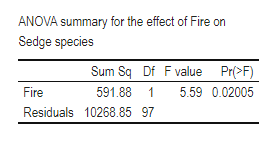 ANOVA summary for the effect of Fire on
Sedge species
Sum Sq Df F value Pr(>F)
Fire 591.88 1 5.59 0.02005
Residuals 10268.85 97